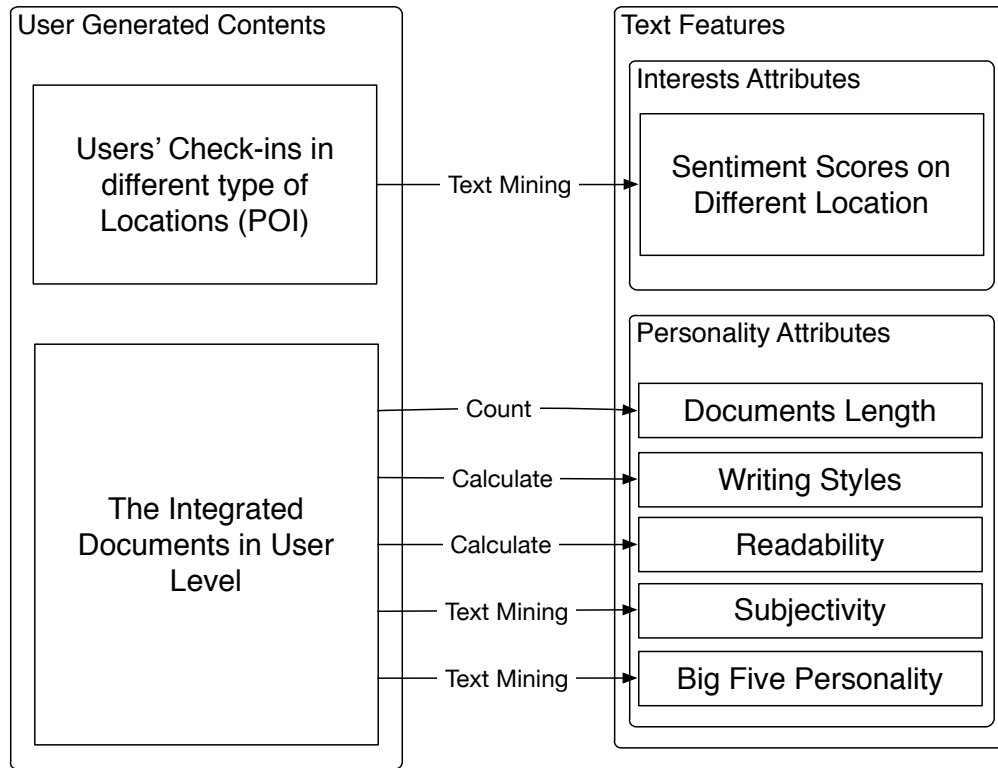 User Generated Contents
Users’ Check-ins in
different type of
Locations (POI)
The Integrated
Documents in User
Level
Text Mining
Count
Calculate
Calculate
Text Mining
Text Mining
Text Features
Interests Attributes
Sentiment Scores on
Different Location
Personality Attributes
Documents Length
Writing Styles
Readability
Subjectivity
Big Five Personality